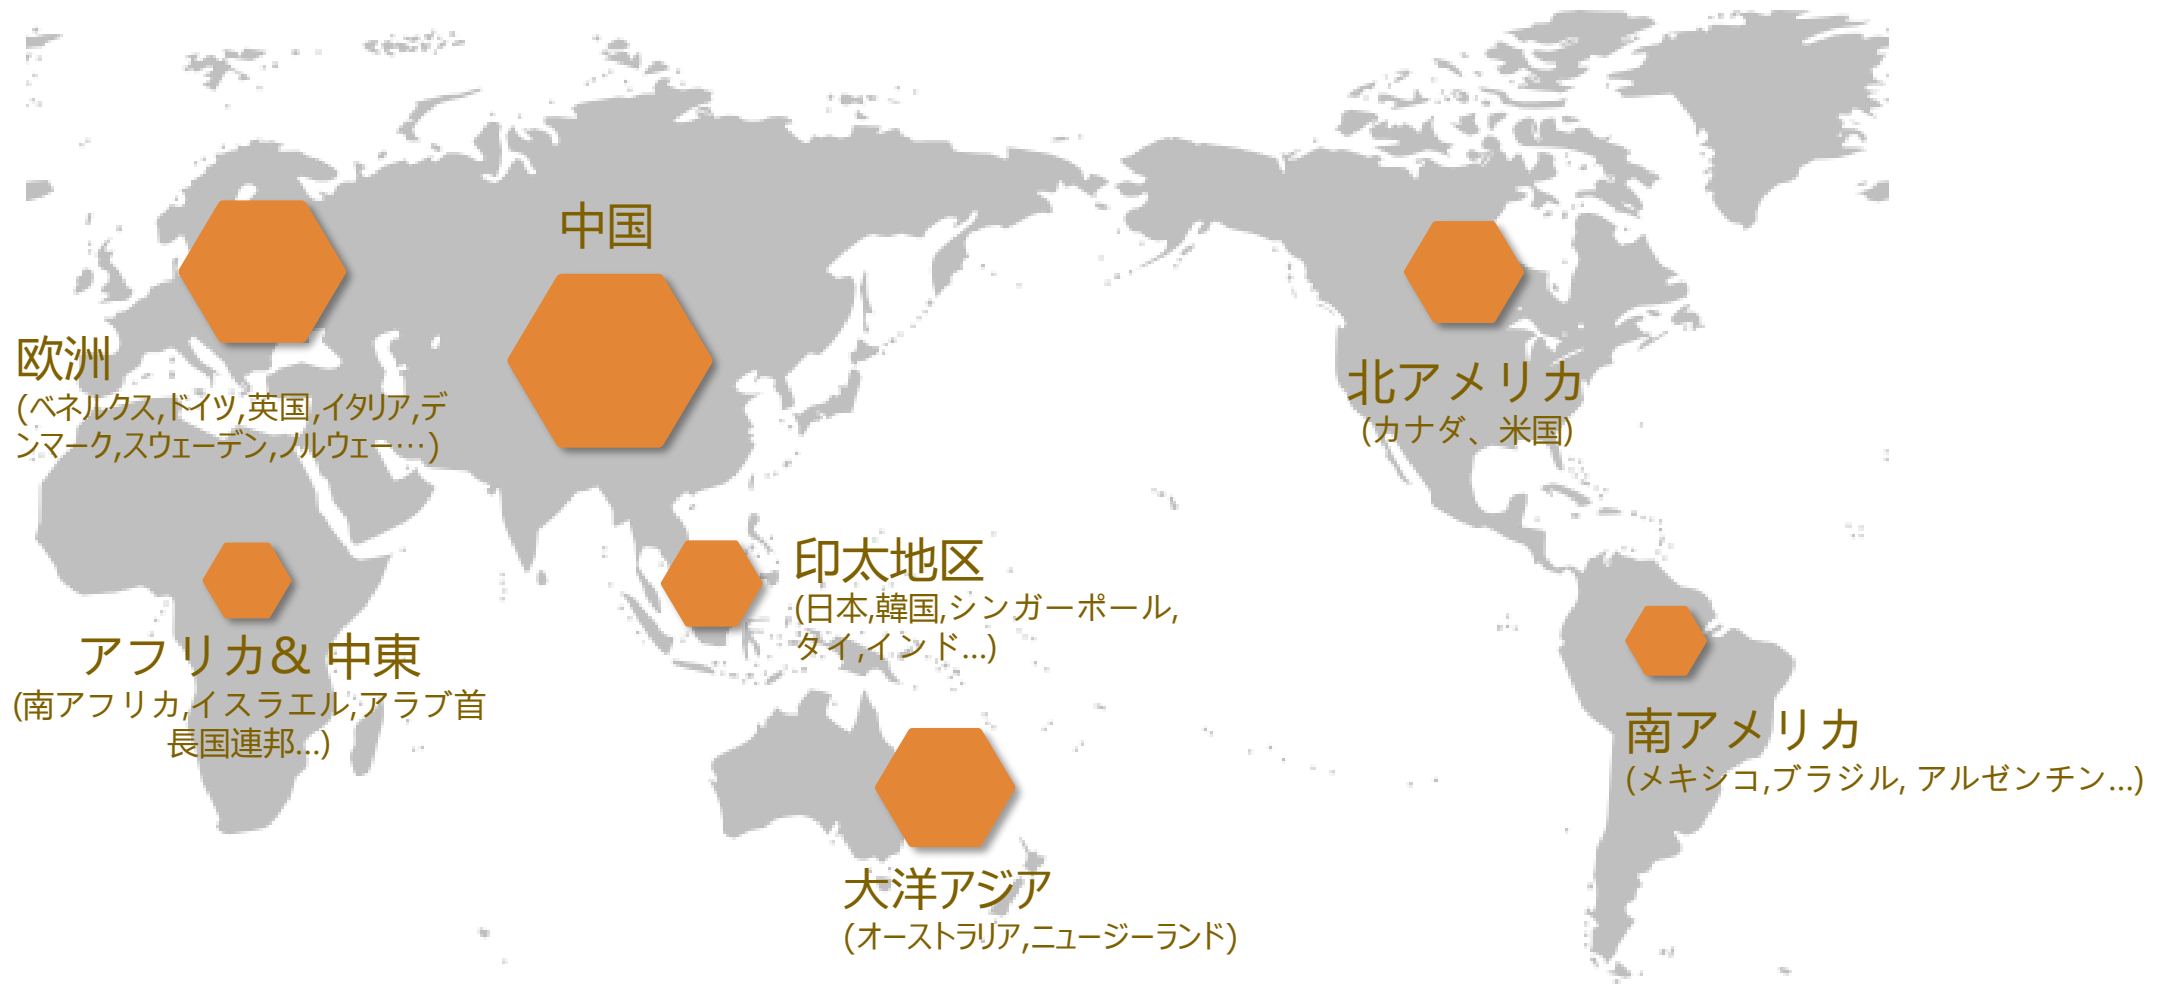 中国
欧洲
(ベネルクス,ドイツ,英国,イタリア,デ
ンマーク,スウェーデン,ノルウェー…)
北アメリカ
(カナダ、米国)
印太地区
(日本,韓国,シンガーポール,
タイ,インド...)
アフリカ& 中東
(南アフリカ,イスラエル,アラブ首
長国連邦...)
南アメリカ
(メキシコ,ブラジル, アルゼンチン...)
大洋アジア
(オーストラリア,ニュージーランド)